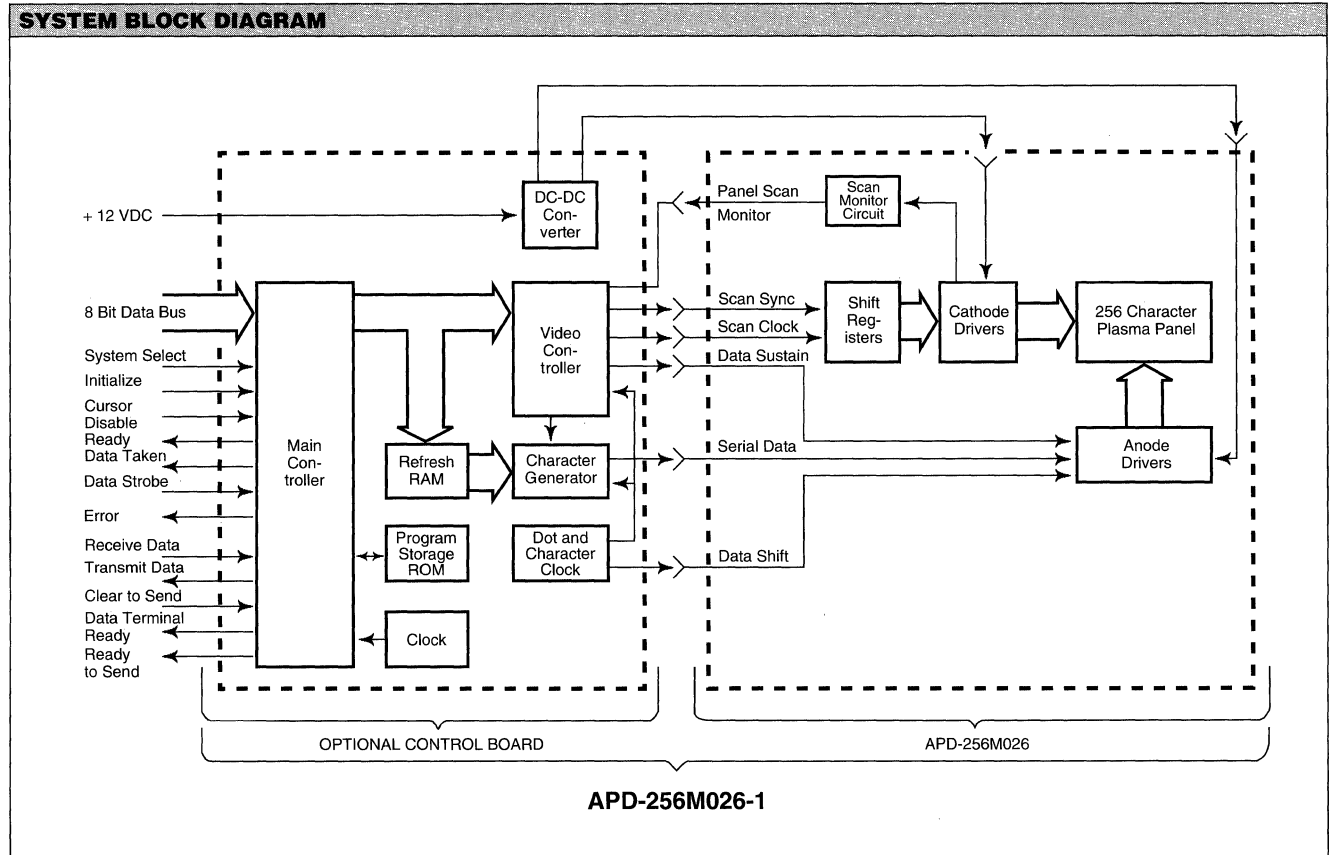 SYSTEM BLOCK DIAGRAM
+ 12 VDC
8 Bit Data Bus
System Select
Initialize
Cursor
Disable
Ready
Data Taken
Data Strobe
Error
Receive Data
Transmit Data
Clear to Send
Data Terminal
Ready
Ready
to Send
Main
Con-
troller
DC-DC
Con-
verter
Video
Con-
troller
Refresh
RAM
Character
Generator
Program
Storage
ROM
Dot and
Character
Clock
Clock
Panel Scan
Monitor
Scan
Monitor
Circuit
Scan Sync
Scan Clock
Data Sustain
Serial Data
Data Shift
Shift
Reg-
isters
Cathode
Drivers
256 Character
Plasma Panel
Anode
Drivers
OPTIONAL CONTROL BOARD
APD-256M026
APD-256M026-1